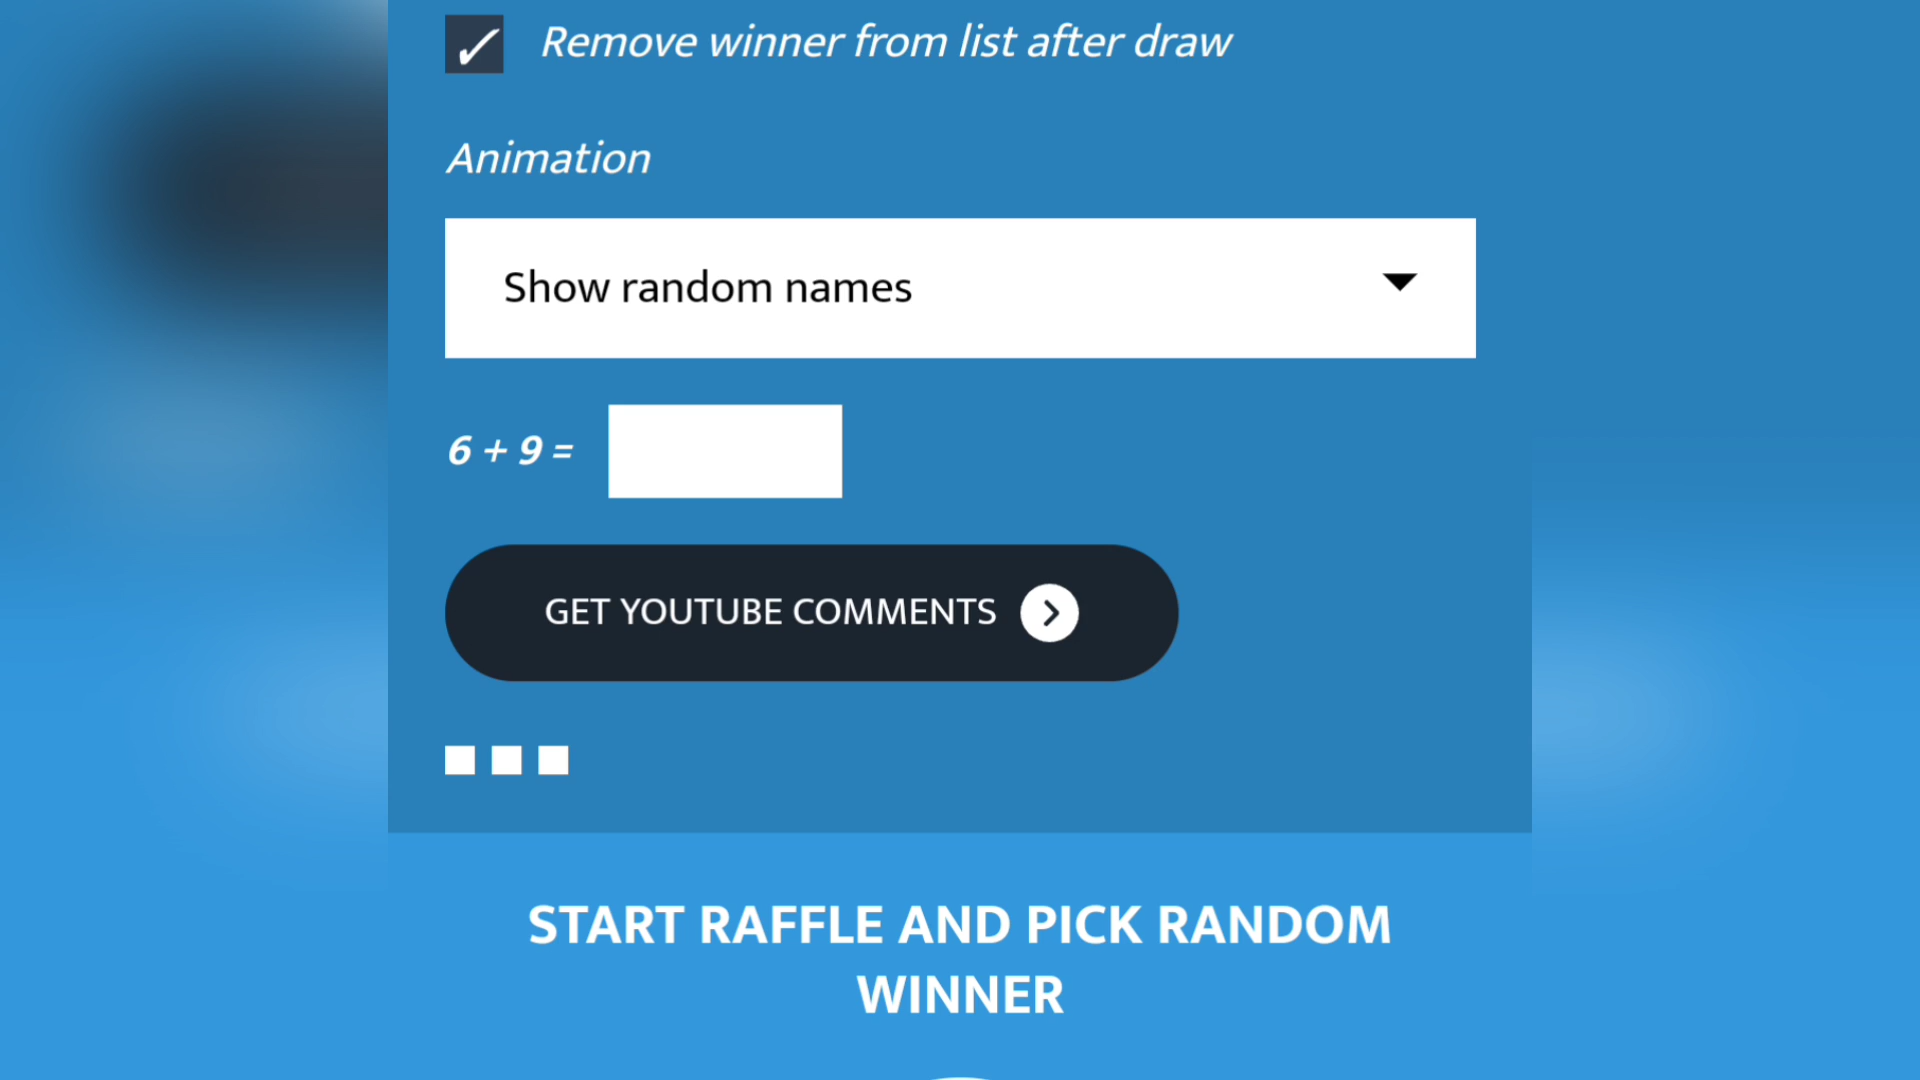 Remove winner from list after draw
Animation
Show random names
6 + 9 =
GET YOUTUBE COMMENTS
START RAFFLE AND PICK RANDOM
WINNER